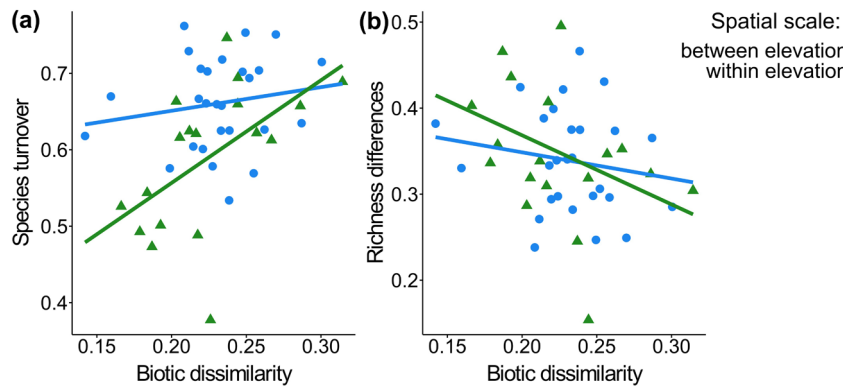 (a)
Species turnover
0.7
0.6
0.5
0.4
0.15
0.20
0.25
0.30
Biotic dissimilarity
(b)
Richness differences
0.5
0.4
0.3
0.2
0.15
0.20
0.25
0.30
Biotic dissimilarity
Spatial scale:
between elevation
within elevation